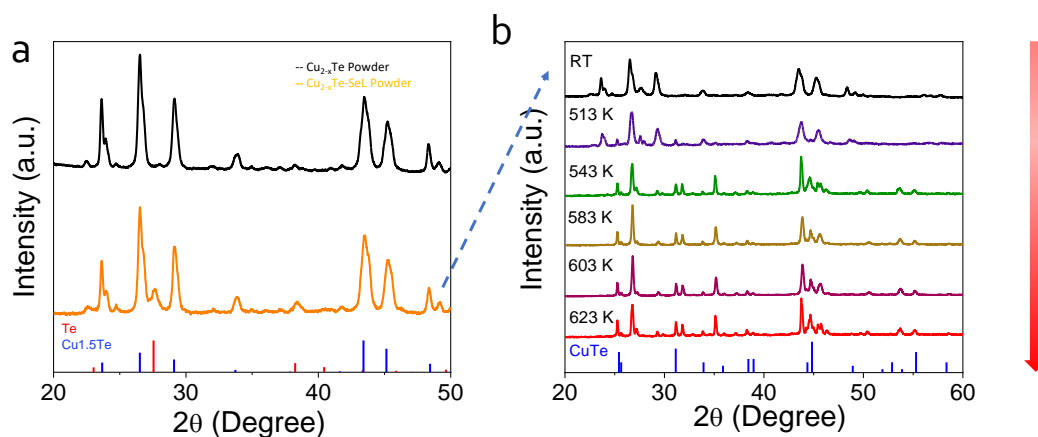 a
Intensity (a.u.)
-- Cu2-xTe Powder
-- Cu2-xTe-SeL Powder
Te
Cu1.5Te
20 30 40 50
2θ (Degree)
b
Intensity (a.u.)
RT
513 K
543 K
583 K
603 K
623 K
CuTe
20 30 40 50 60
2θ (Degree)